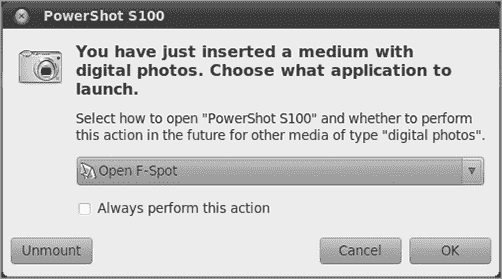 PowerShot S100
You have just inserted a medium with
digital photos. Choose what application to
launch.
Select how to open "PowerShot S100" and whether to perform
this action in the future for other media of type "digital photos".
Open F-Spot
Always perform this action
Unmount
Cancel
OK